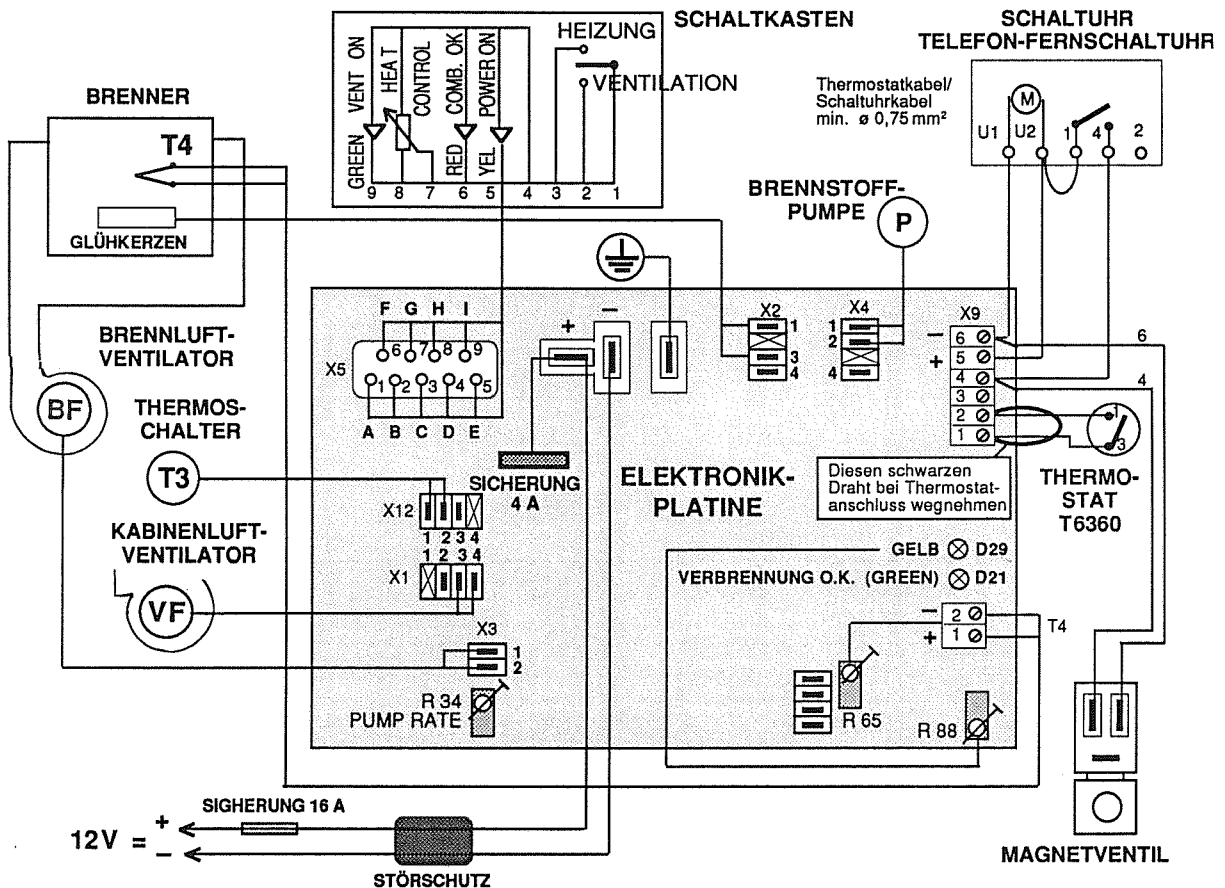 SCHALTKASTEN
HEIZUNG
VENTILATION
GREEN VENT ON
HEAT
CONTROL
RED COMB. OK
YEL POWER ON
9 8 7 6 5 4 3 2 1
SCHALTUHR
TELEFON-FERNSCHALTUHR
Thermostatkabel/
Schaltuhrkabel
min. ø 0,75 mm²
M
U1 U2 1 4 2
BRENNER
T4
GLÜHKERZEN
BRENNSTOFF-
PUMPE
P
BRENNLUFT-
VENTILATOR
BF
THERMOS-
CHALTER
T3
KABINENLUFT-
VENTILATOR
VF
F G H I
6 7 8 9
X5
1 2 3 4 5
A B C D E
+ –
SICHERUNG
4 A
X2
1
3
4
X4
1
2
4
X9
– 6
+ 5
4
3
2
1
6
4
1
3
THERMO-
STAT
T6360
ELEKTRONIK-
PLATINE
Diesen schwarzen
Draht bei Thermostat-
anschluss wegnehmen
X12
1 2 3 4
1 2 3 4
X1
GELB D29
VERBRENNUNG O.K. (GREEN) D21
– 2
+ 1
T4
X3
1
2
R 34
PUMP RATE
R 65
R 88
SIGHERUNG 16 A
12V = + –
STÖRSCHUTZ
MAGNETVENTIL